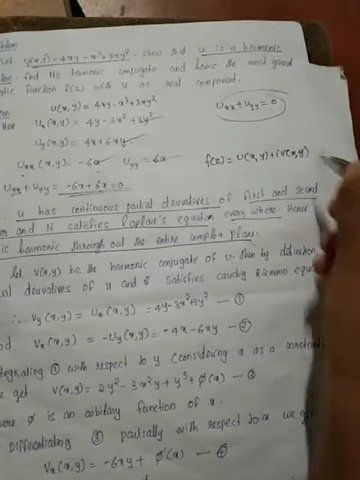 Problem
Let u(x,y) = 4xy - x³ + 3xy². Show that u is a harmonic
And its harmonic conjugate and hence the most general
analytic function f(z) with u as real component.
u(x,y) = 4xy - x³ + 3xy²
Uxx + Uyy = 0
Ux(x,y) = 4y - 3x² + 3y²
Uy(x,y) = 4x + 6xy
Uxx(x,y) = -6x Uyy = 6x
f(z) = u(x,y) + iv(x,y)
Uxx + Uyy = -6x + 6x = 0
u has continuous partial derivatives of first and second
and it satisfies Laplace's equation every where. Hence
is harmonic through out the entire complex plane.
let v(x,y) be the harmonic conjugate of u. then by definition,
derivatives of u and v satisfies cauchy Riemann
∴ Vy(x,y) = Ux(x,y) = 4y - 3x² + 3y² — ①
Vx(x,y) = -Uy(x,y) = -4x - 6xy — ②
integrating ① with respect to y (considering x as a constant)
we get v(x,y) = 2y² - 3x²y + y³ + φ(x) — ③
where φ is an arbitary function of x.
Differentiating ③ partially with respect to x we get
Vx(x,y) = -6xy + φ'(x) — ④